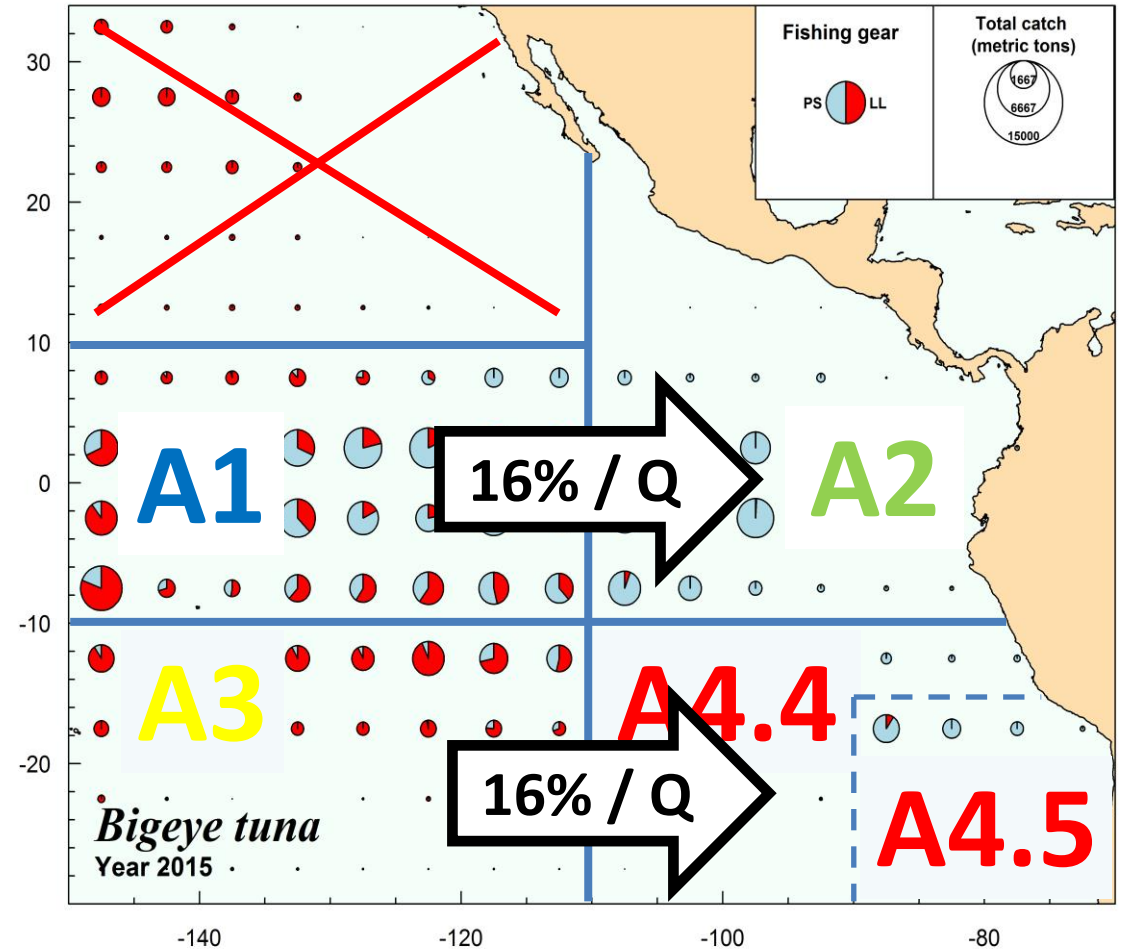 Fishing gear
PS
LL
Total catch
(metric tons)
1667
6667
15000
30
20
10
0
-10
-20
A1
16% / Q
A2
A3
A4.4
16% / Q
A4.5
Bigeye tuna
Year 2015
-140
-120
-100
-80